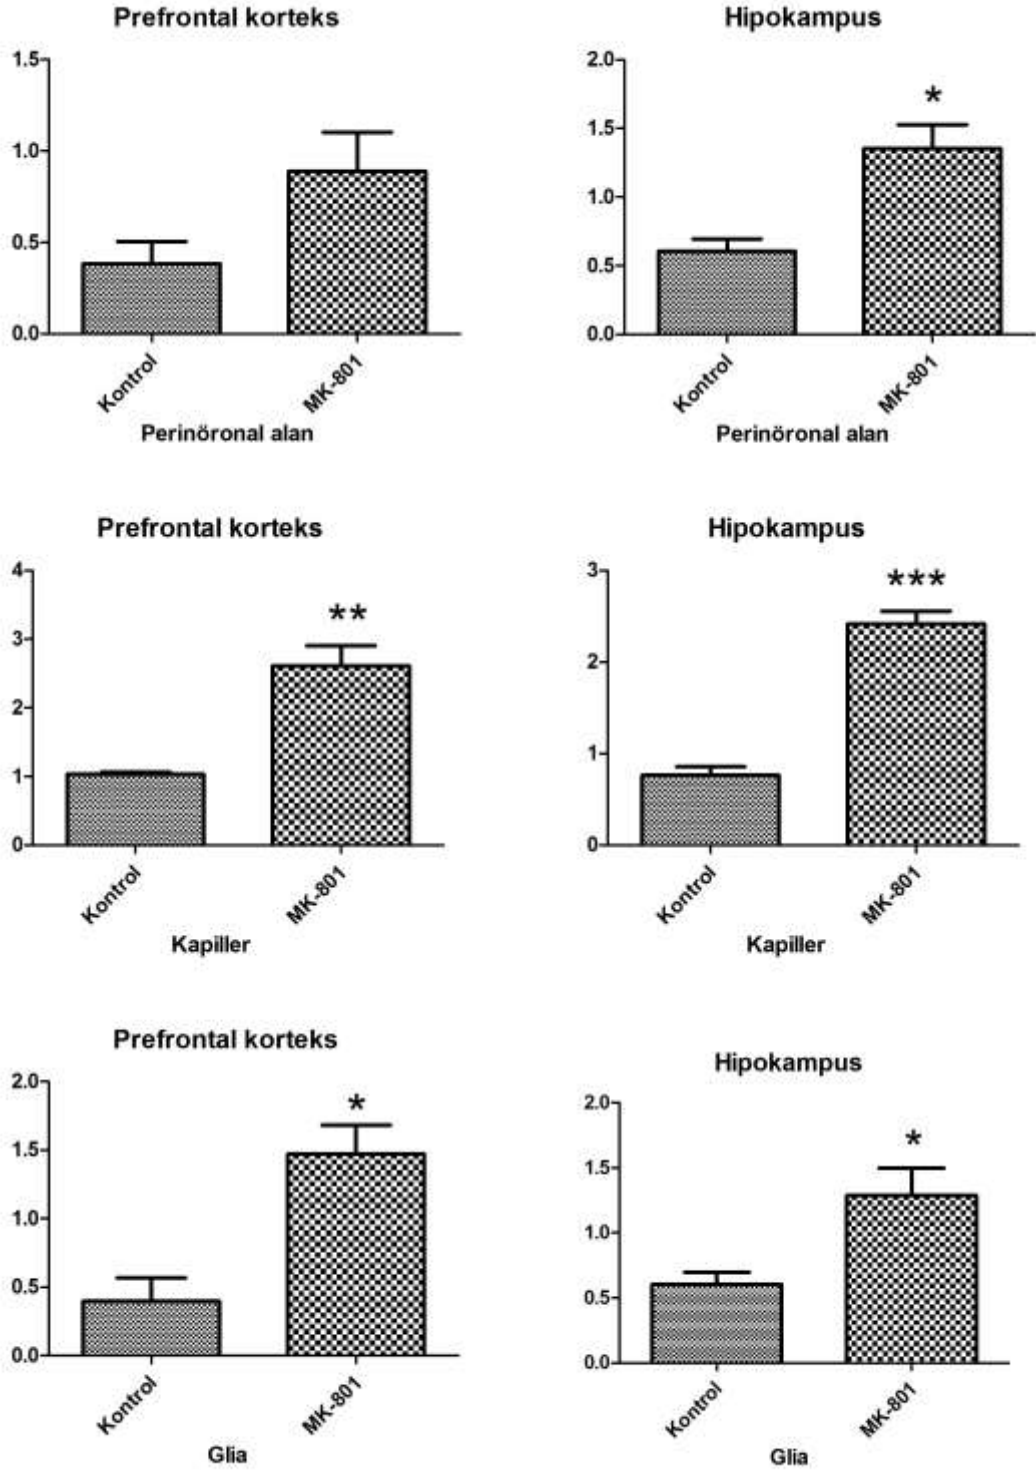 Prefrontal korteks
1.5
1.0
0.5
0.0
Kontrol
MK-801
Perinöronal alan
Hipokampus
2.0
*
1.5
1.0
0.5
0.0
Kontrol
MK-801
Perinöronal alan
Prefrontal korteks
4
**
3
2
1
0
Kontrol
MK-801
Kapiller
Hipokampus
3
***
2
1
0
Kontrol
MK-801
Kapiller
Prefrontal korteks
2.0
*
1.5
1.0
0.5
0.0
Kontrol
MK-801
Glia
Hipokampus
2.0
*
1.5
1.0
0.5
0.0
Kontrol
MK-801
Glia